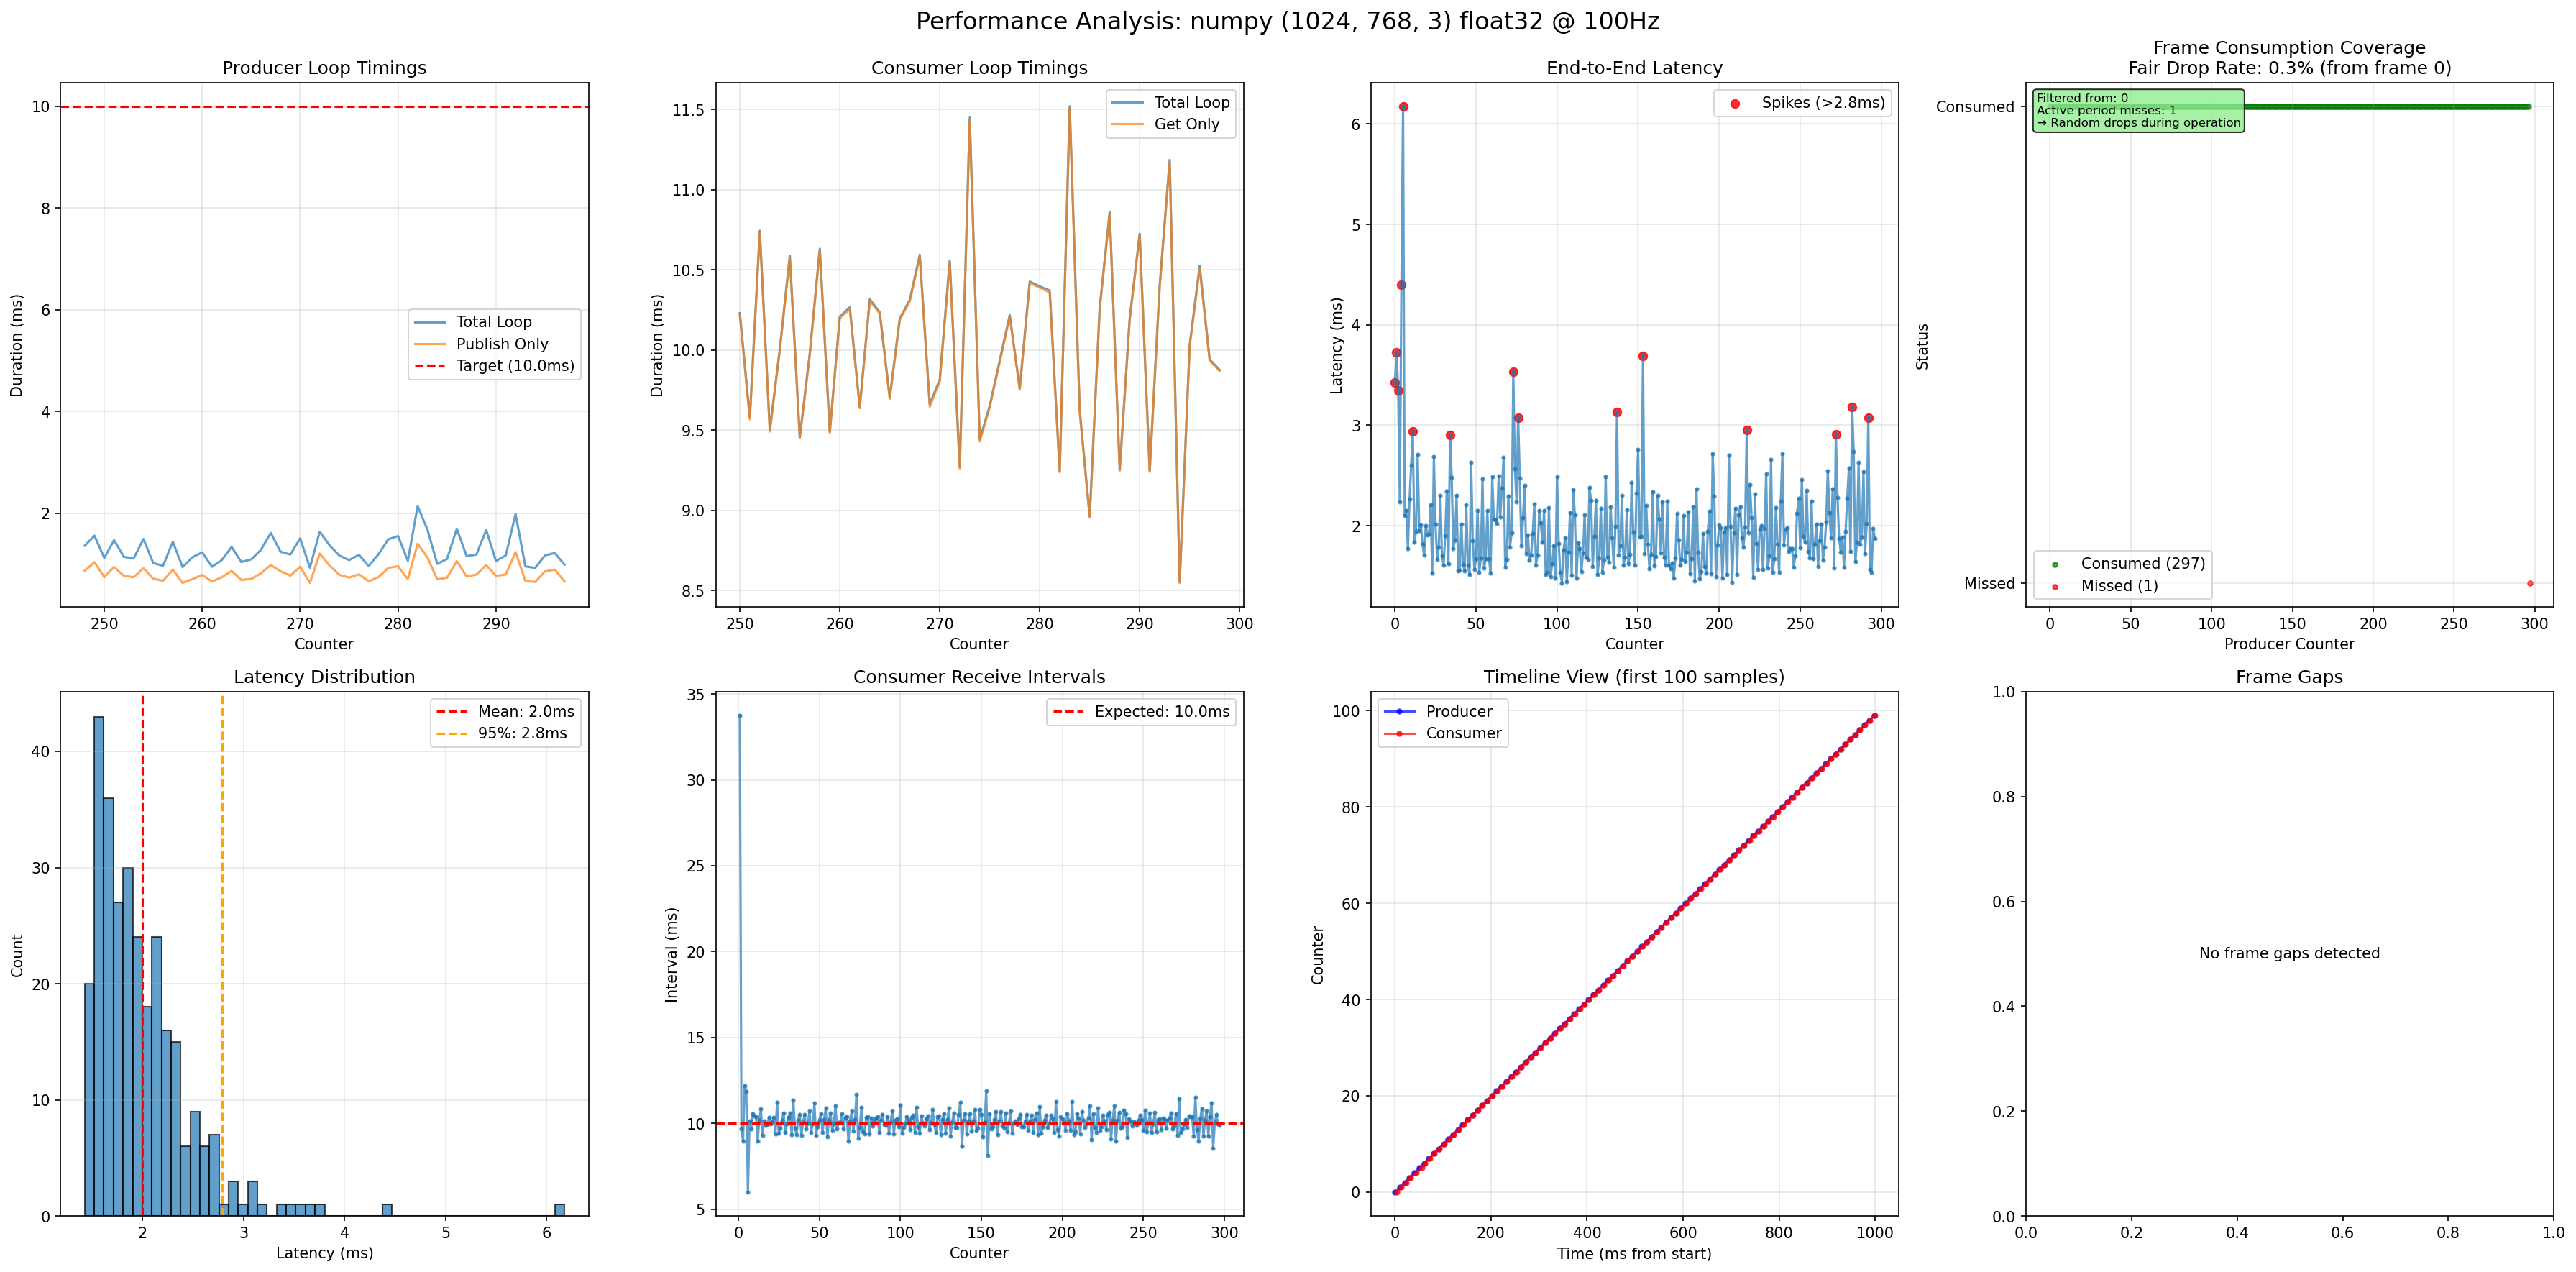 Performance Analysis: numpy (1024, 768, 3) float32 @ 100Hz
Producer Loop Timings
Duration (ms)
10
8
6
4
2
250
260
270
280
290
Counter
Total Loop
Publish Only
Target (10.0ms)
Consumer Loop Timings
Duration (ms)
11.5
11.0
10.5
10.0
9.5
9.0
8.5
250
260
270
280
290
300
Counter
Total Loop
Get Only
End-to-End Latency
Latency (ms)
6
5
4
3
2
0
50
100
150
200
250
300
Counter
Spikes (>2.8ms)
Frame Consumption Coverage
Fair Drop Rate: 0.3% (from frame 0)
Status
Consumed
Missed
Filtered from: 0
Active period misses: 1
→ Random drops during operation
Consumed (297)
Missed (1)
0
50
100
150
200
250
300
Producer Counter
Latency Distribution
Count
40
30
20
10
0
2
3
4
5
6
Latency (ms)
Mean: 2.0ms
95%: 2.8ms
Consumer Receive Intervals
Interval (ms)
35
30
25
20
15
10
5
0
50
100
150
200
250
300
Counter
Expected: 10.0ms
Timeline View (first 100 samples)
Counter
100
80
60
40
20
0
0
200
400
600
800
1000
Time (ms from start)
Producer
Consumer
Frame Gaps
1.0
0.8
0.6
0.4
0.2
0.0
No frame gaps detected
0.0
0.2
0.4
0.6
0.8
1.0